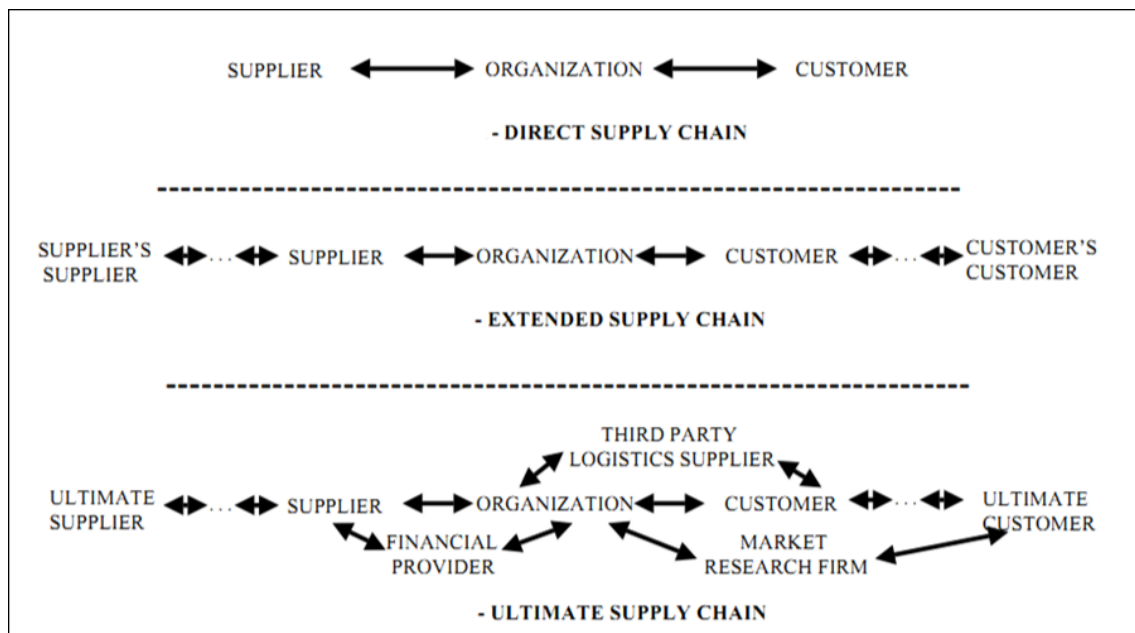 SUPPLIER ORGANIZATION CUSTOMER
- DIRECT SUPPLY CHAIN
SUPPLIER’S
SUPPLIER
... SUPPLIER ORGANIZATION CUSTOMER ...
CUSTOMER’S
CUSTOMER
- EXTENDED SUPPLY CHAIN
THIRD PARTY
LOGISTICS SUPPLIER
ULTIMATE
SUPPLIER
... SUPPLIER ORGANIZATION CUSTOMER ...
ULTIMATE
CUSTOMER
FINANCIAL
PROVIDER
MARKET
RESEARCH FIRM
- ULTIMATE SUPPLY CHAIN